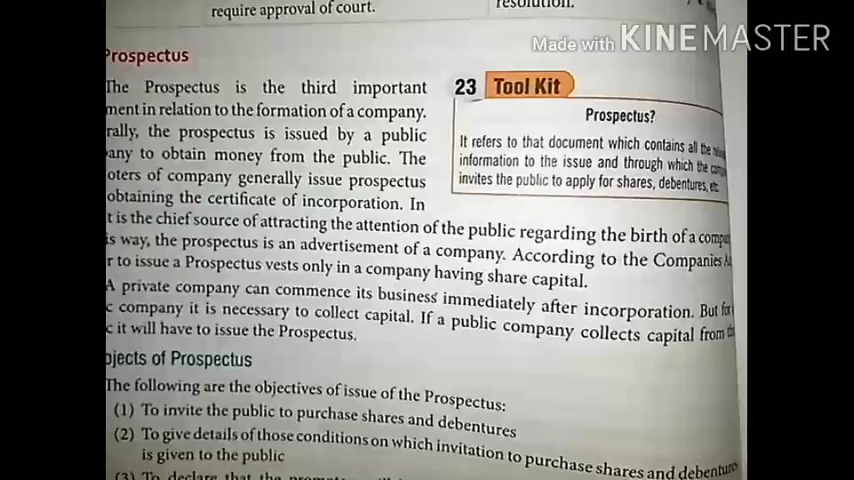 require approval of court.
resolution.
Made with KINEMASTER
Prospectus
The Prospectus is the third important
ment in relation to the formation of a company.
rally, the prospectus is issued by a public
any to obtain money from the public. The
oters of company generally issue prospectus
obtaining the certificate of incorporation. In
t is the chief source of attracting the attention of the public regarding the birth of a comp
is way, the prospectus is an advertisement of a company. According to the Companies A
r to issue a Prospectus vests only in a company having share capital.
A private company can commence its business immediately after incorporation. But for
c company it is necessary to collect capital. If a public company collects capital from th
c it will have to issue the Prospectus.
23 Tool Kit
Prospectus?
It refers to that document which contains all the
information to the issue and through which the com
invites the public to apply for shares, debentures, etc.
bjects of Prospectus
The following are the objectives of issue of the Prospectus:
(1) To invite the public to purchase shares and debentures
(2) To give details of those conditions on which invitation to purchase shares and debenture
is given to the public
(3) To declare that the